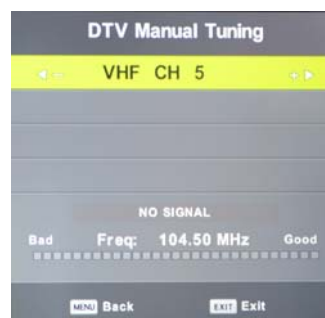 DTV Manual Tuning
- VHF CH 5 +
NO SIGNAL
Bad Freq: 104.50 MHz Good
MENU Back EXIT Exit